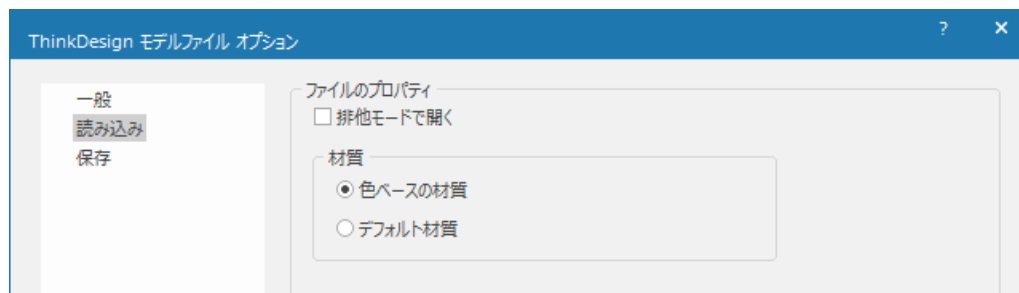 ThinkDesign モデルファイル オプション
?
×
一般
読み込み
保存
ファイルのプロパティ
排他モードで開く
材質
色ベースの材質
デフォルト材質